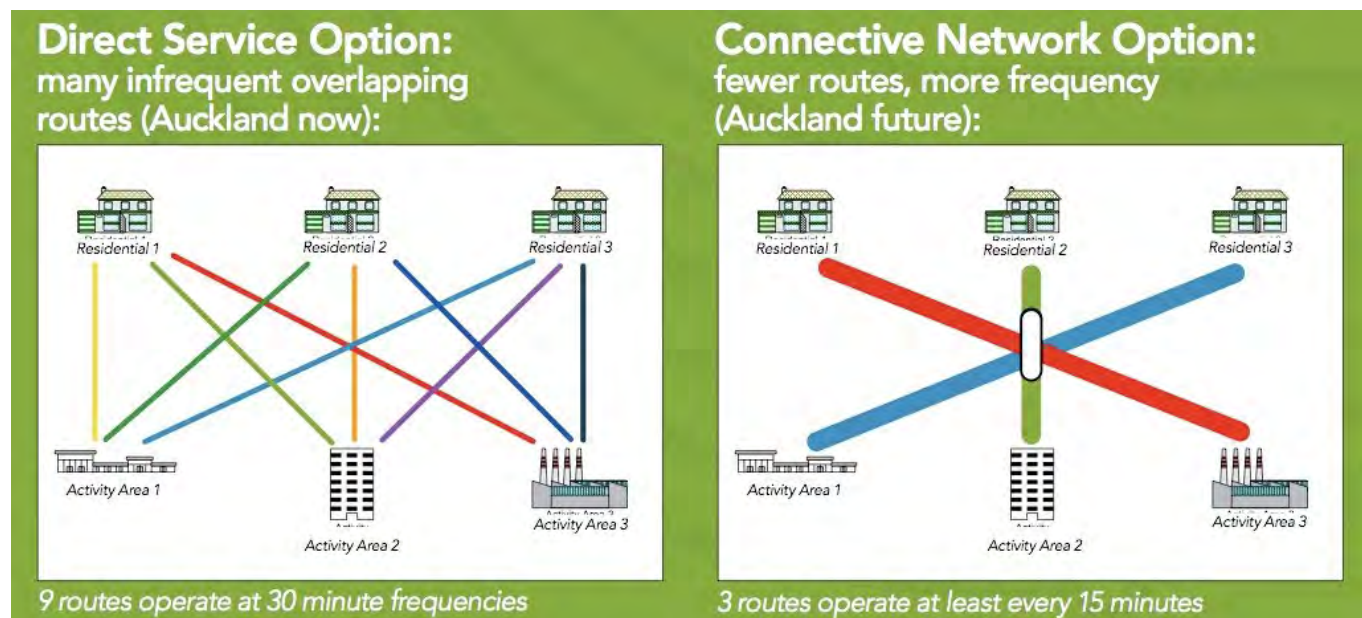 Direct Service Option:
many infrequent overlapping
routes (Auckland now):
Residential 1
Residential 2
Residential 3
Activity Area 1
Activity Area 2
Activity Area 3
9 routes operate at 30 minute frequencies
Connective Network Option:
fewer routes, more frequency
(Auckland future):
Residential 1
Residential 2
Residential 3
Activity Area 1
Activity Area 2
Activity Area 3
3 routes operate at least every 15 minutes